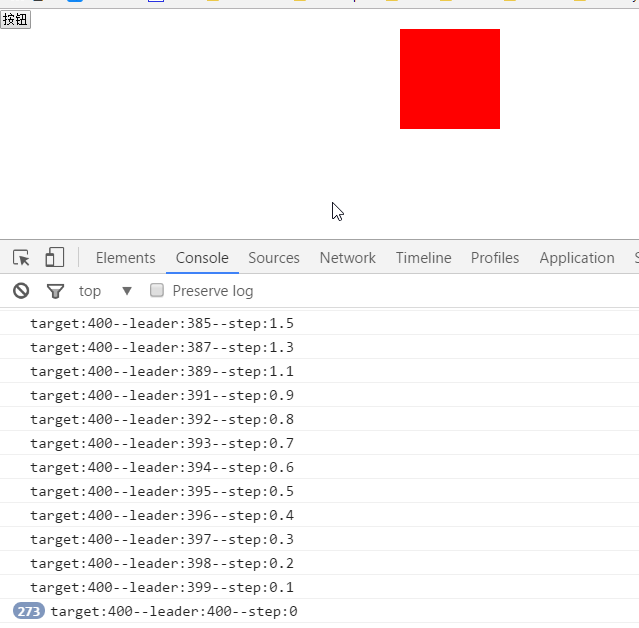 按钮
Elements Console Sources Network Timeline Profiles Application S
top ▼ Preserve log
target:400--leader:385--step:1.5
target:400--leader:387--step:1.3
target:400--leader:389--step:1.1
target:400--leader:391--step:0.9
target:400--leader:392--step:0.8
target:400--leader:393--step:0.7
target:400--leader:394--step:0.6
target:400--leader:395--step:0.5
target:400--leader:396--step:0.4
target:400--leader:397--step:0.3
target:400--leader:398--step:0.2
target:400--leader:399--step:0.1
273 target:400--leader:400--step:0